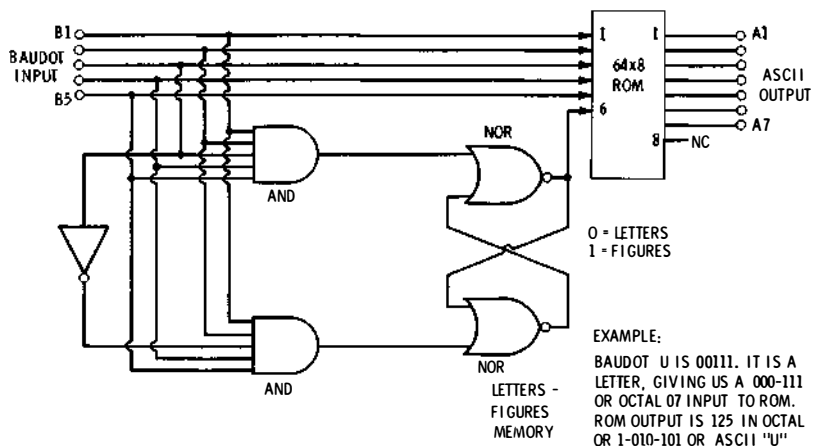 B1
BAUDOT
INPUT
B5
1
1
64x8
ROM
6
8
A1
ASCII
OUTPUT
A7
NC
NOR
AND
0 = LETTERS
1 = FIGURES
AND
NOR
LETTERS -
FIGURES
MEMORY
EXAMPLE:
BAUDOT U IS 00111. IT IS A
LETTER, GIVING US A 000-111
OR OCTAL 07 INPUT TO ROM.
ROM OUTPUT IS 125 IN OCTAL
OR 1-010-101 OR ASCII "U"